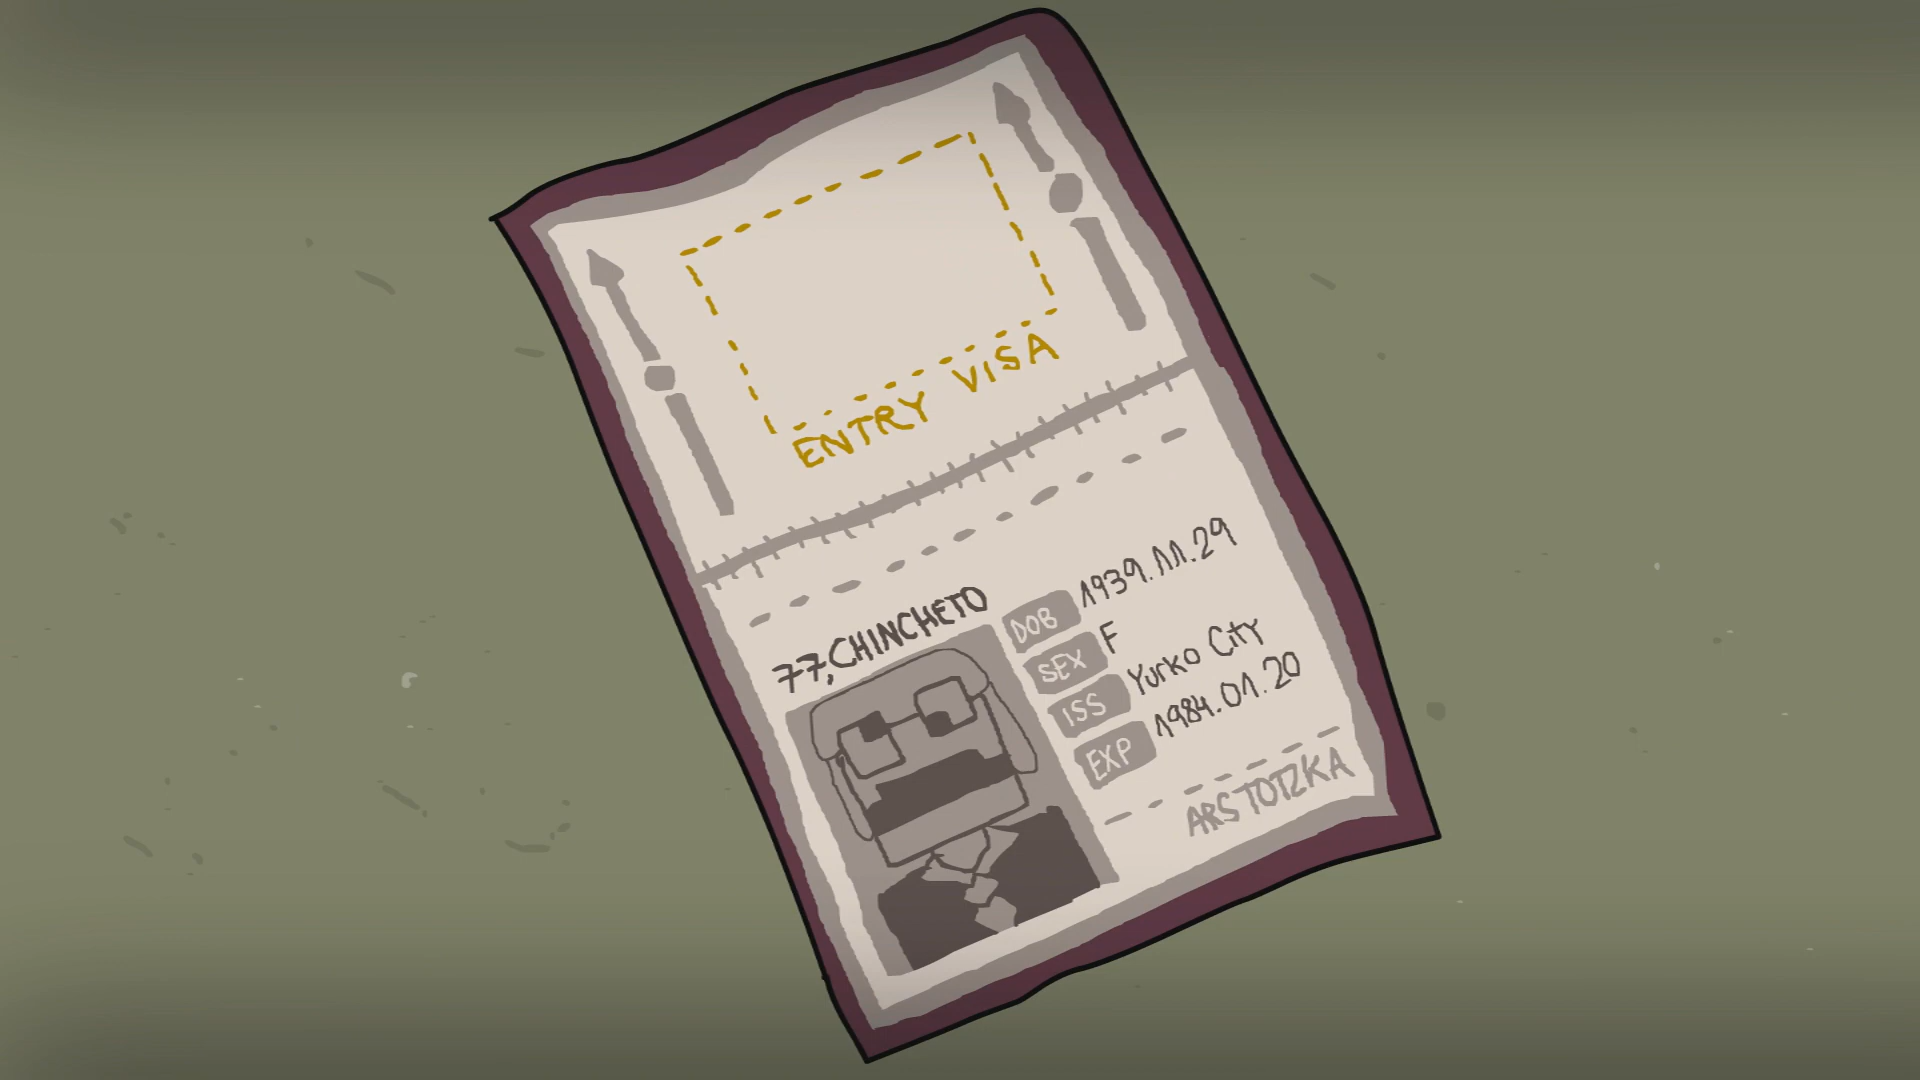 ENTRY VISA
77, CHINCHETO
DOB 1939.11.29
SEX F
ISS Yurko City
EXP 1984.01.20
ARSTOTZKA